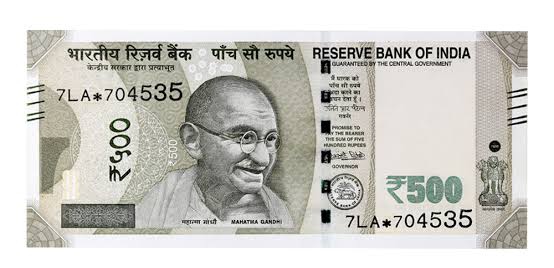 भारतीय रिज़र्व बैंक
केन्द्रीय सरकार द्वारा प्रत्याभूत
पाँच सौ रुपये
RESERVE BANK OF INDIA
GUARANTEED BY THE CENTRAL GOVERNMENT
7LA*704535
₹५००
₹500
महात्मा गांधी
MAHATMA GANDHI
मैं धारक को
पाँच सौ रुपये
अदा करने का
वचन देता हूँ।
गवर्नर
I PROMISE TO
PAY THE BEARER
THE SUM OF FIVE
HUNDRED RUPEES
GOVERNOR
₹500
7LA*704535